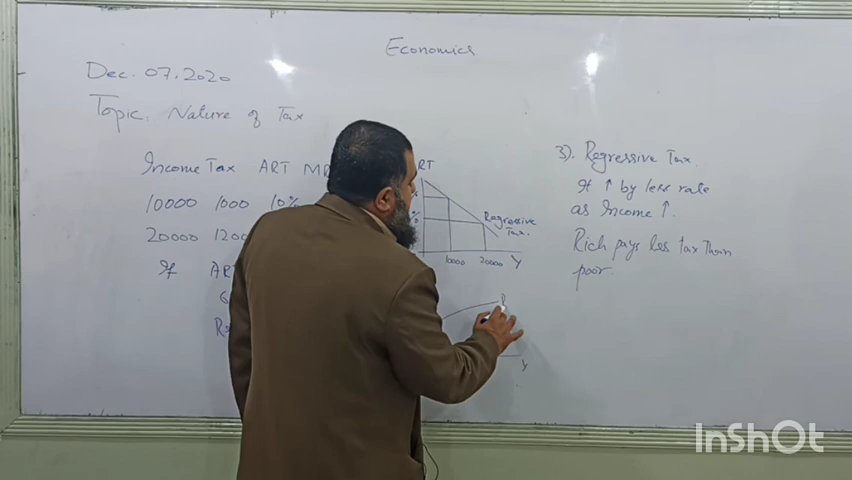 Economics
Dec. 07. 2020
Topic. Nature of Tax
Income Tax ART
10000 1000 10%
20000
If
RT
Regressive
Tax.
10000 20000 Y
Y
3). Regressive Tax.
It ↑ by less rate
as Income ↑.
Rich pays less tax than
poor.
InShOt